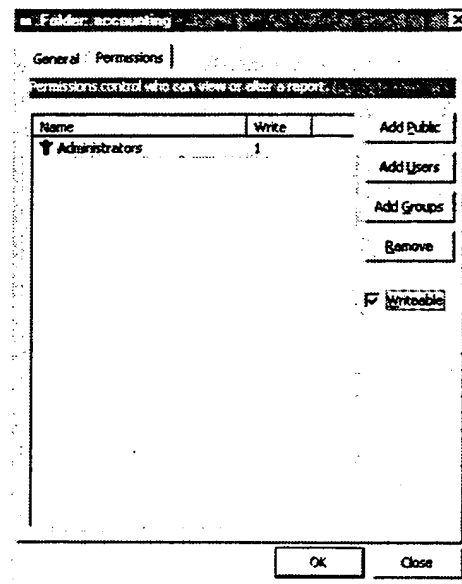 Folder: accounting
General Permissions
Permissions control who can view or alter a report.
Name Write
Administrators 1
Add Public
Add Users
Add Groups
Remove
Writeable
OK Close